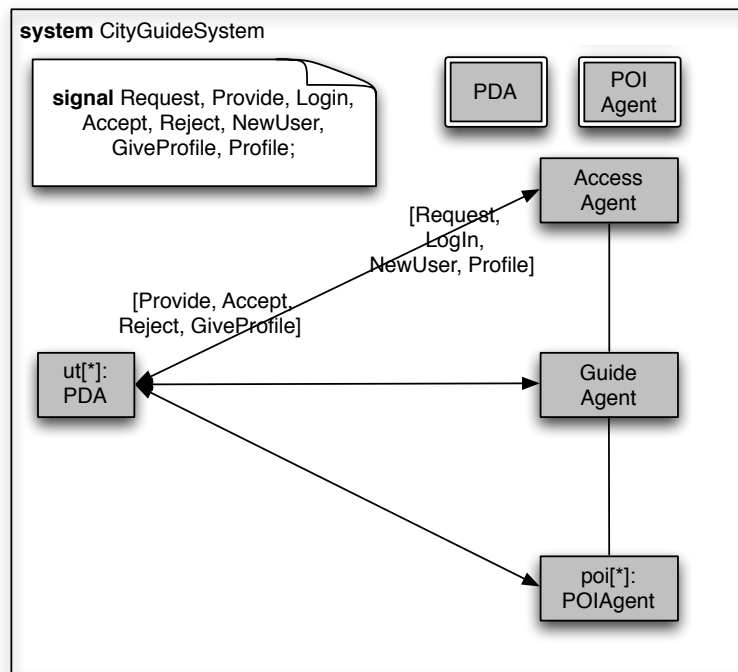 system CityGuideSystem
signal Request, Provide, Login,
Accept, Reject, NewUser,
GiveProfile, Profile;
PDA
POI
Agent
Access
Agent
[Request,
LogIn,
NewUser, Profile]
[Provide, Accept,
Reject, GiveProfile]
ut[*]:
PDA
Guide
Agent
poi[*]:
POIAgent